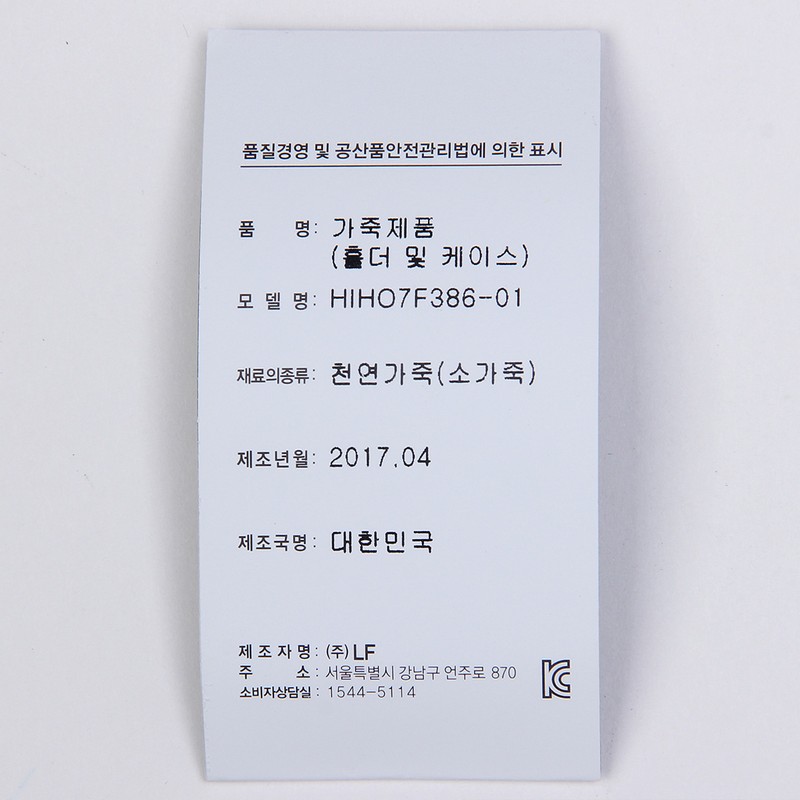 품질경영 및 공산품안전관리법에 의한 표시
품 명: 가죽제품
(홀더 및 케이스)
모 델 명: HIHO7F386-01
재료의종류: 천연가죽(소가죽)
제조년월: 2017.04
제조국명: 대한민국
제 조 자 명: (주) LF
주 소: 서울특별시 강남구 언주로 870
소비자상담실: 1544-5114
KC